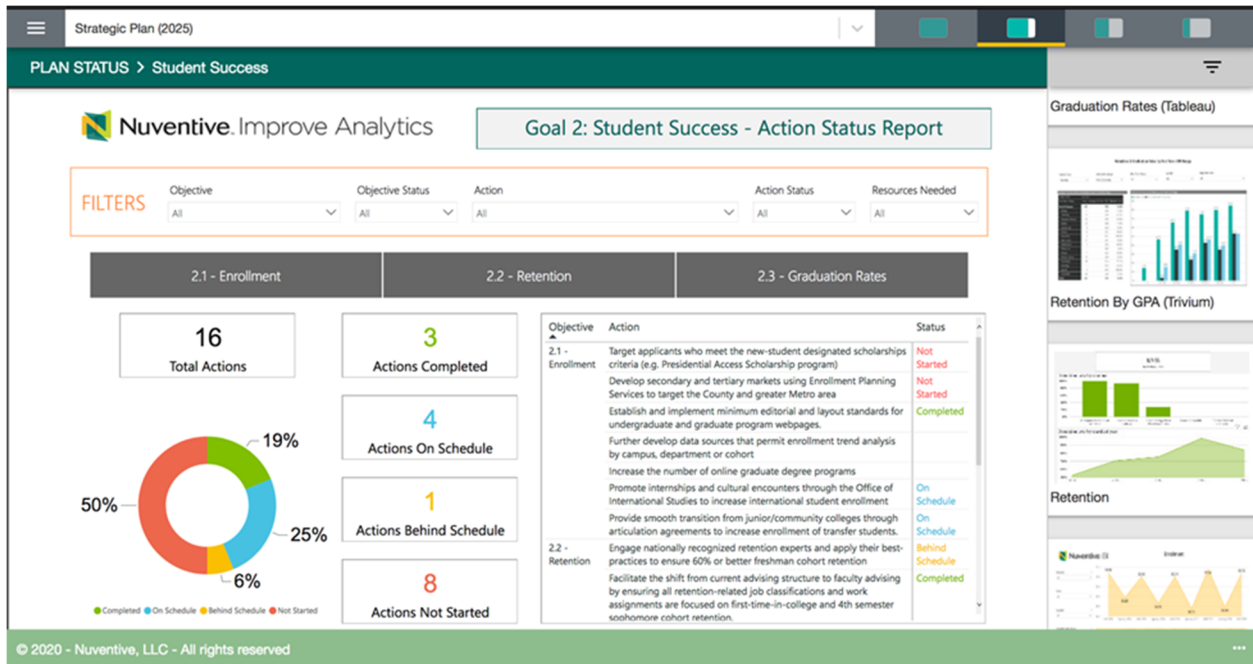 Strategic Plan (2025)
PLAN STATUS > Student Success
Nuventive. Improve Analytics
Goal 2: Student Success - Action Status Report
FILTERS
Objective
All
Objective Status
All
Action
All
Action Status
All
Resources Needed
All
2.1 - Enrollment
2.2 - Retention
2.3 - Graduation Rates
16
Total Actions
3
Actions Completed
4
Actions On Schedule
1
Actions Behind Schedule
8
Actions Not Started
19%
25%
6%
50%
Completed On Schedule Behind Schedule Not Started
Objective Action Status
2.1 -
Enrollment
Target applicants who meet the new-student designated scholarships
criteria (e.g. Presidential Access Scholarship program)
Not
Started
Develop secondary and tertiary markets using Enrollment Planning
Services to target the County and greater Metro area
Not
Started
Establish and implement minimum editorial and layout standards for
undergraduate and graduate program webpages.
Completed
Further develop data sources that permit enrollment trend analysis
by campus, department or cohort
Increase the number of online graduate degree programs
Promote internships and cultural encounters through the Office of
International Studies to increase international student enrollment
On
Schedule
Provide smooth transition from junior/community colleges through
articulation agreements to increase enrollment of transfer students.
On
Schedule
2.2 -
Retention
Engage nationally recognized retention experts and apply their best-
practices to ensure 60% or better freshman cohort retention
Behind
Schedule
Facilitate the shift from current advising structure to faculty advising
by ensuring all retention-related job classifications and work
assignments are focused on first-time-in-college and 4th semester
sophomore cohort retention.
Completed
Graduation Rates (Tableau)
Retention By GPA (Trivium)
Retention
Nuventive
© 2020 - Nuventive, LLC - All rights reserved